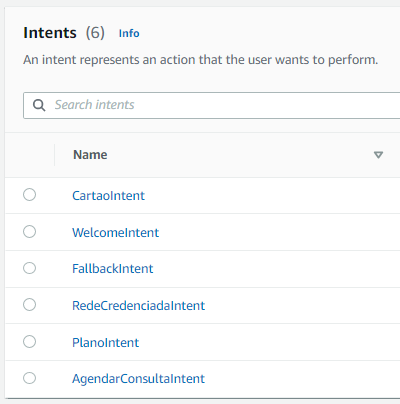 Intents (6) Info
An intent represents an action that the user wants to perform.
Search intents
Name
CartaoIntent
WelcomeIntent
FallbackIntent
RedeCredenciadaIntent
PlanoIntent
AgendarConsultaIntent